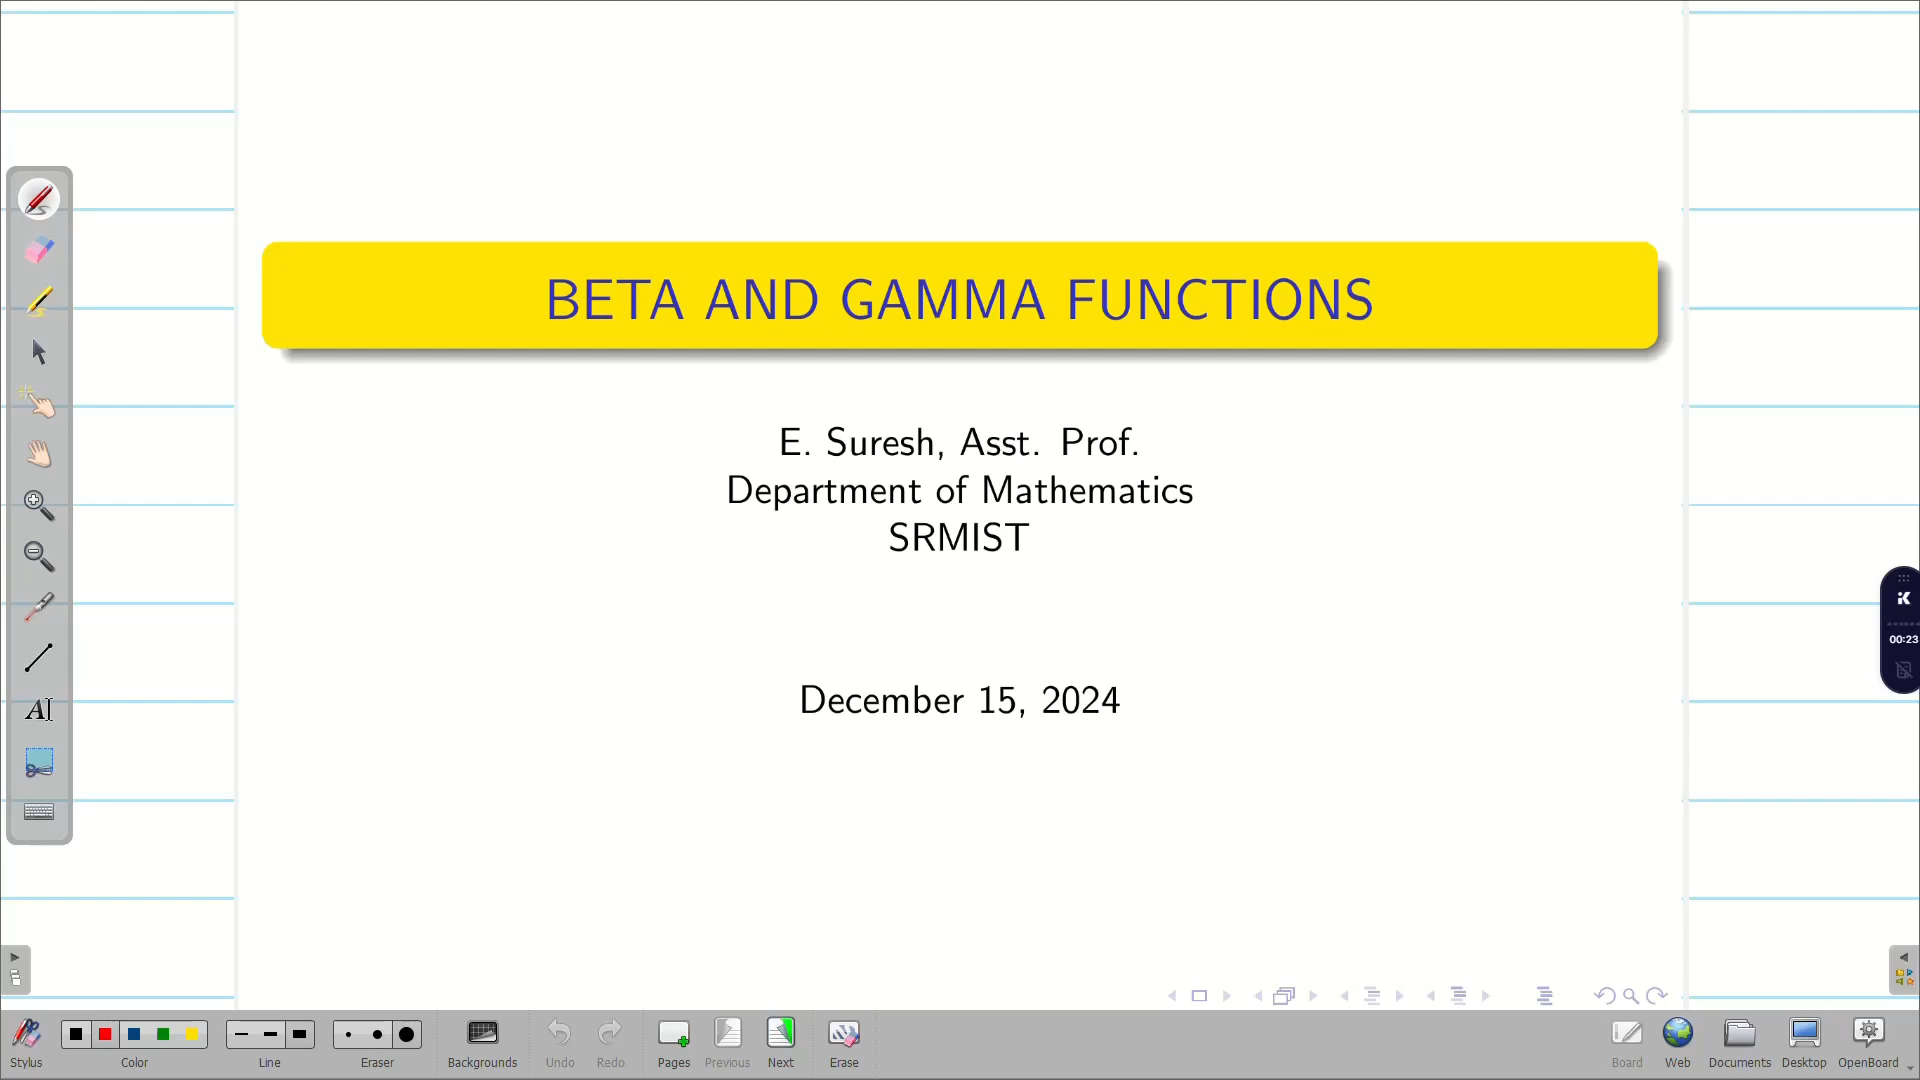 BETA AND GAMMA FUNCTIONS
E. Suresh, Asst. Prof.
Department of Mathematics
SRMIST
00:23
December 15, 2024
Stylus
Color
Line
Eraser
Backgrounds
Undo
Redo
Pages
Previous
Next
Erase
Board
Web
Documents
Desktop
OpenBoard